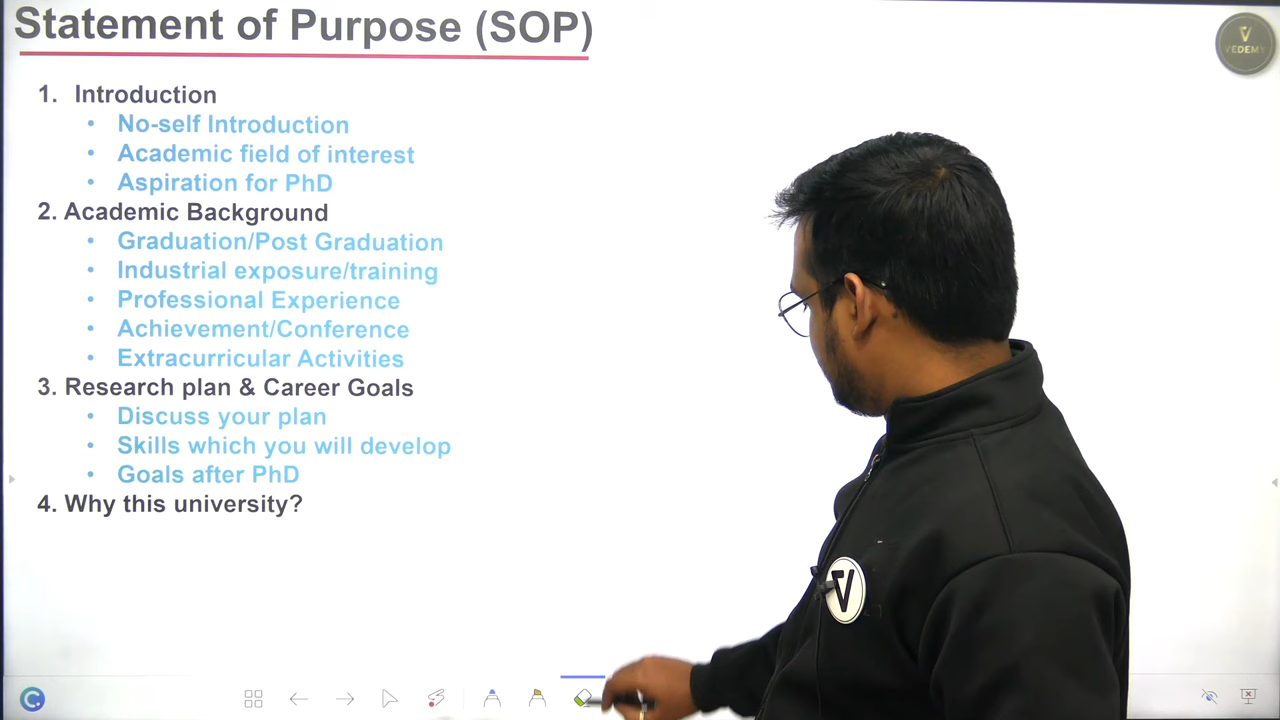 Statement of Purpose (SOP)
VEDEMY
1. Introduction
• No-self Introduction
• Academic field of interest
• Aspiration for PhD
2. Academic Background
• Graduation/Post Graduation
• Industrial exposure/training
• Professional Experience
• Achievement/Conference
• Extracurricular Activities
3. Research plan & Career Goals
• Discuss your plan
• Skills which you will develop
• Goals after PhD
4. Why this university?
V